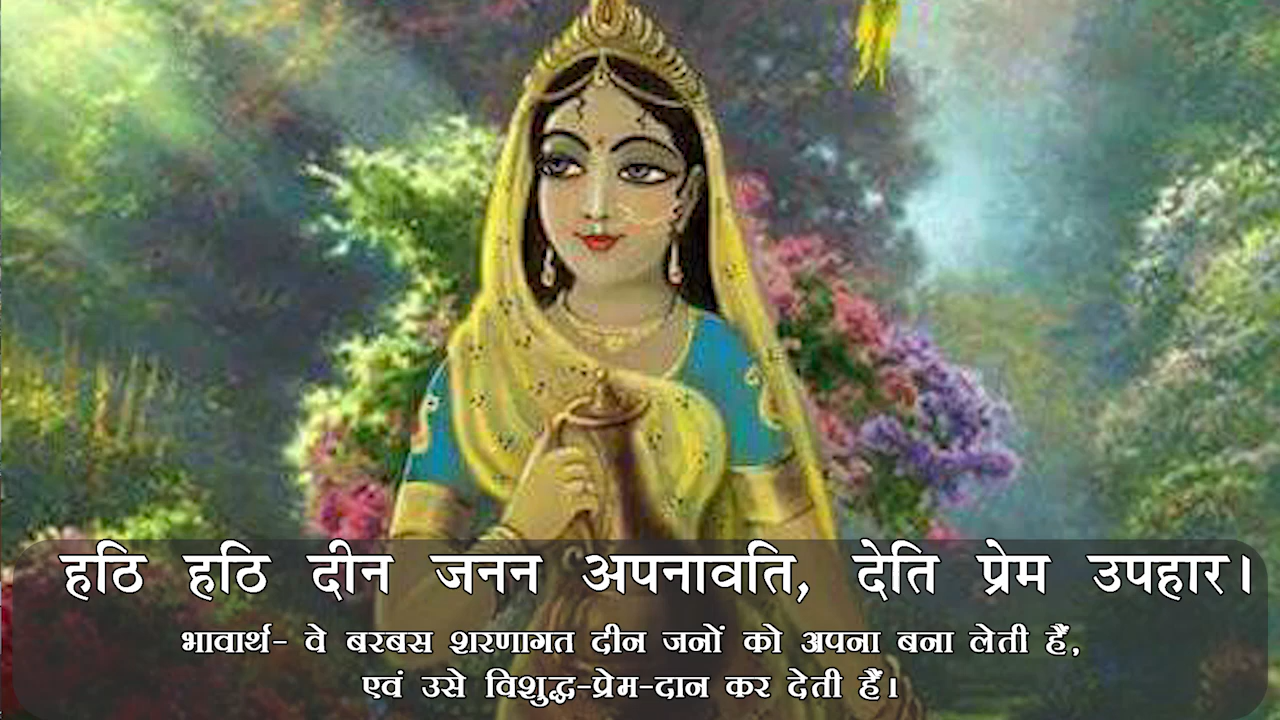 हठि हठि दीन जनन अपनावति, देति प्रेम उपहार।
भावार्थ- वे बरबस शरणागत दीन जनों को अपना बना लेती हैं,
एवं उसे विशुद्ध-प्रेम-दान कर देती हैं।